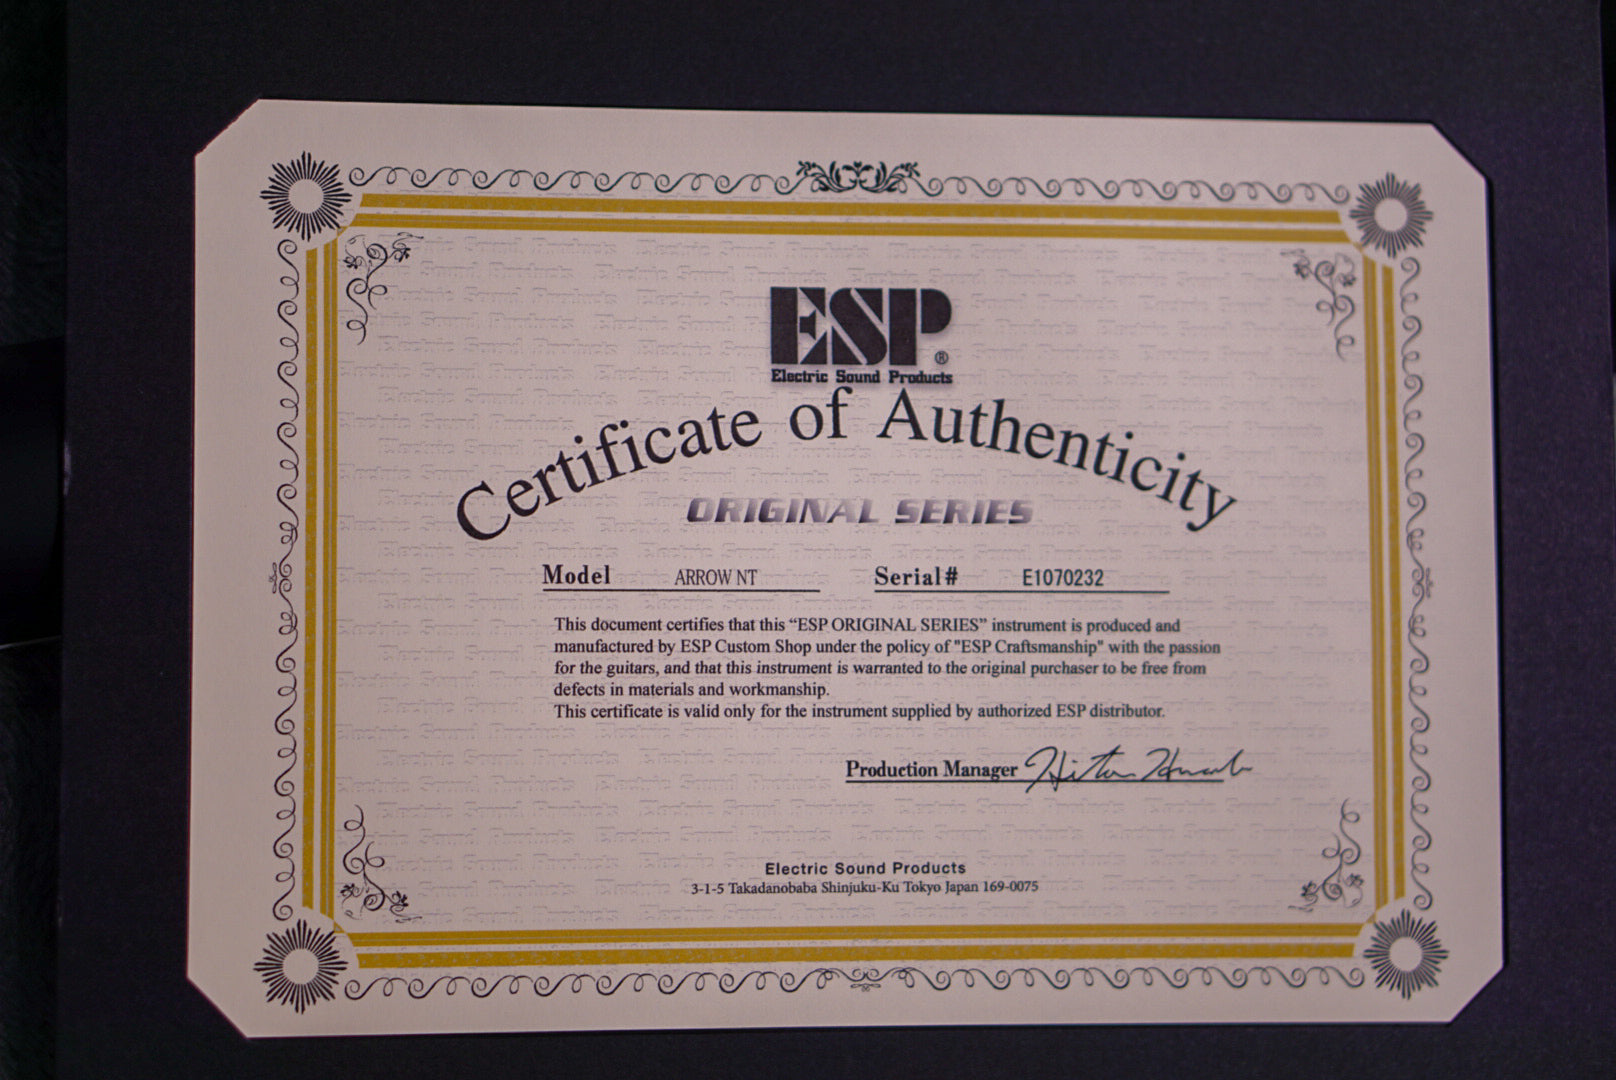 ESP®
Electric Sound Products
Certificate of Authenticity
ORIGINAL SERIES
Model ARROW NT Serial# E1070232
This document certifies that this “ESP ORIGINAL SERIES” instrument is produced and
manufactured by ESP Custom Shop under the policy of "ESP Craftsmanship" with the passion
for the guitars, and that this instrument is warranted to the original purchaser to be free from
defects in materials and workmanship.
This certificate is valid only for the instrument supplied by authorized ESP distributor.
Production Manager
Electric Sound Products
3-1-5 Takadanobaba Shinjuku-Ku Tokyo Japan 169-0075